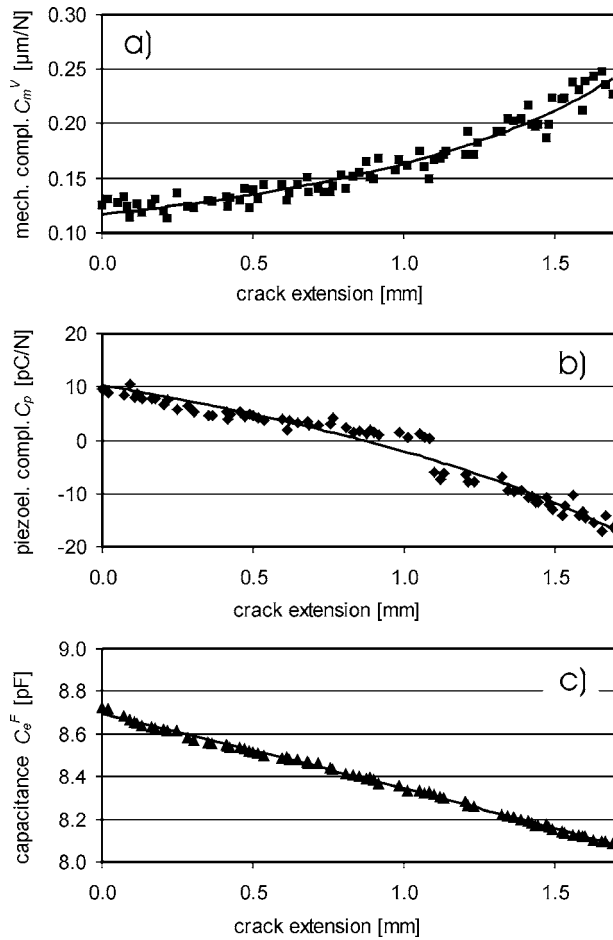 0.30
a)
0.25
0.20
0.15
0.10
mech. compl. Cₘⱽ [µm/N]
0.0 0.5 1.0 1.5
crack extension [mm]
20
b)
10
0
-10
-20
piezoel. compl. Cₚ [pC/N]
0.0 0.5 1.0 1.5
crack extension [mm]
9.0
c)
8.8
8.6
8.4
8.2
8.0
capacitance CₑF [pF]
0.0 0.5 1.0 1.5
crack extension [mm]